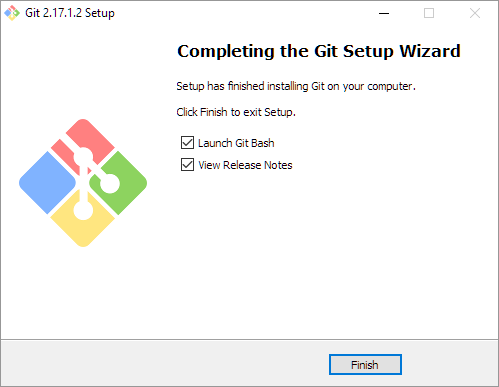 Git 2.17.1.2 Setup
Completing the Git Setup Wizard
Setup has finished installing Git on your computer.
Click Finish to exit Setup.
Launch Git Bash
View Release Notes
Finish